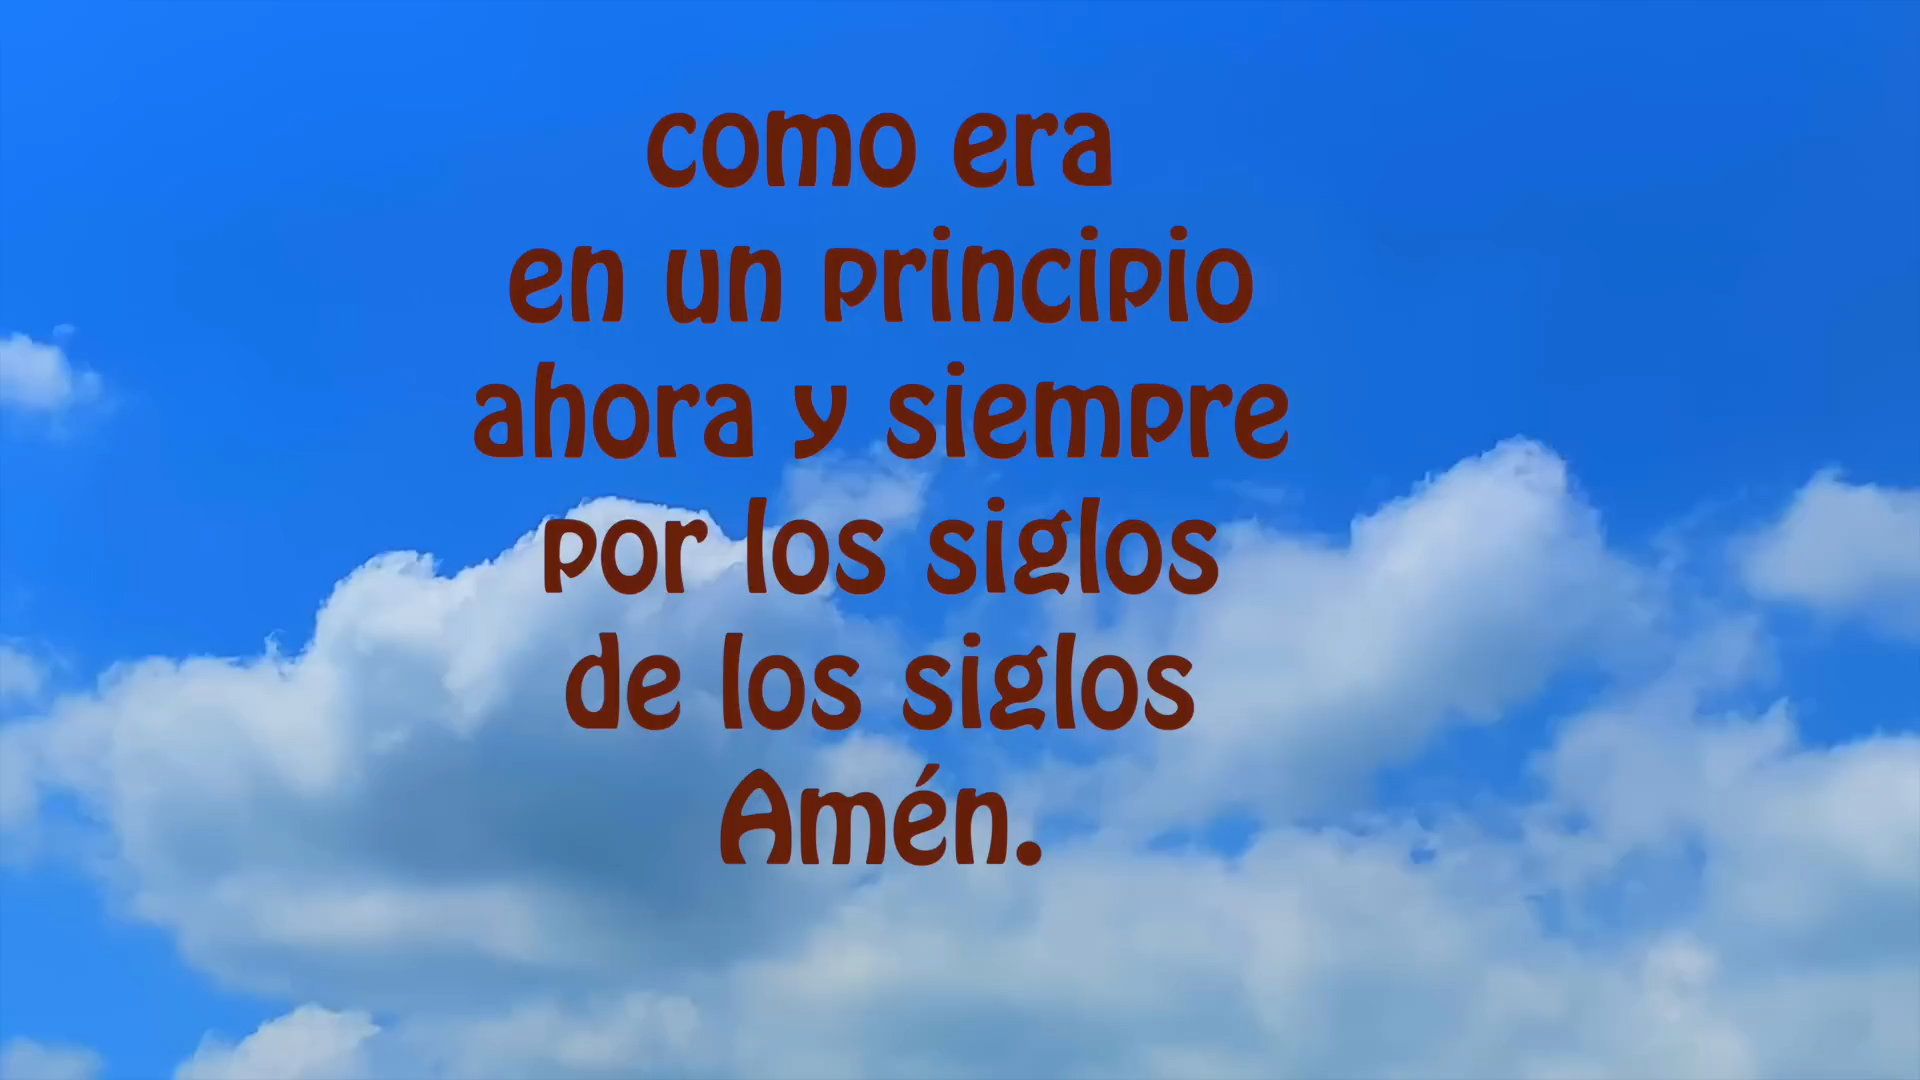 como era
en un principio
ahora y siempre
por los siglos
de los siglos
Amén.